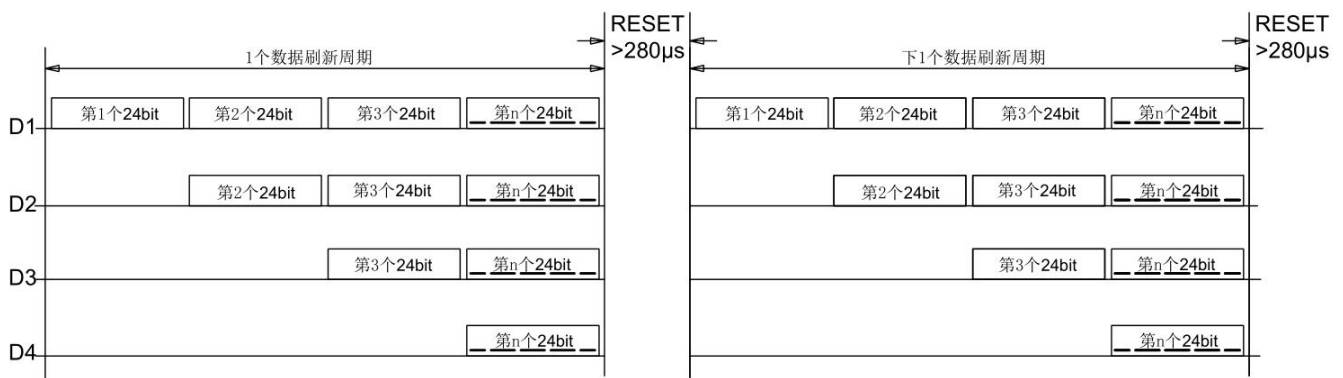 RESET
>280μs
RESET
>280μs
1个数据刷新周期
下1个数据刷新周期
D1 第1个24bit 第2个24bit 第3个24bit 第n个24bit 第1个24bit 第2个24bit 第3个24bit 第n个24bit
D2 第2个24bit 第3个24bit 第n个24bit 第2个24bit 第3个24bit 第n个24bit
D3 第3个24bit 第n个24bit 第3个24bit 第n个24bit
D4 第n个24bit 第n个24bit